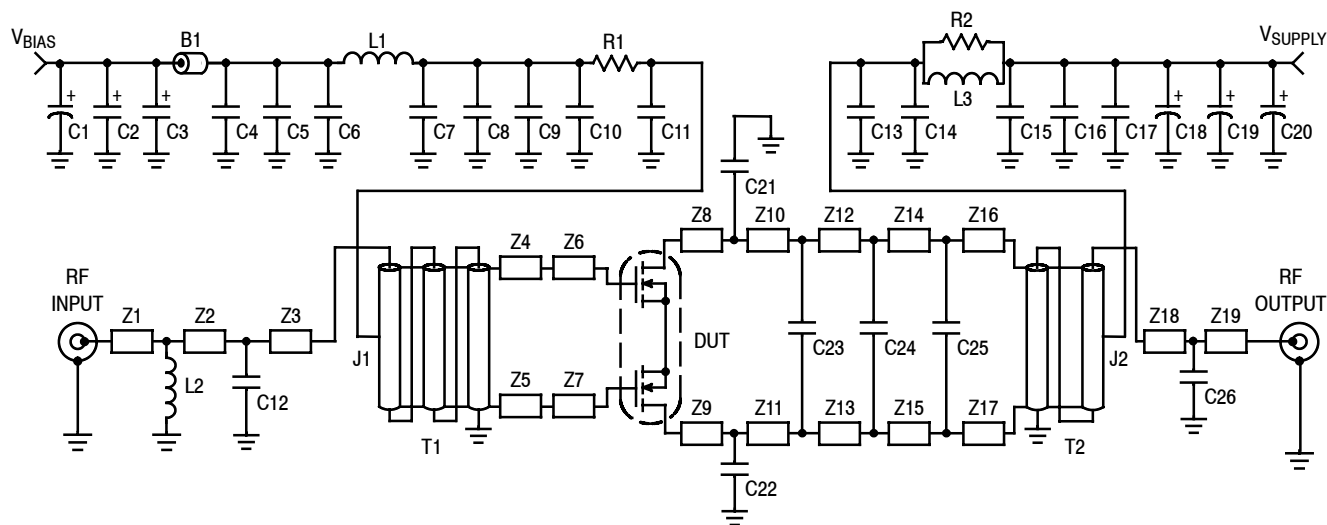 V_BIAS B1 L1 R1 R2 V_SUPPLY
+ + + L3 + + +
C1 C2 C3 C4 C5 C6 C7 C8 C9 C10 C11 C13 C14 C15 C16 C17 C18 C19 C20
C21
Z8 Z10 Z12 Z14 Z16
Z4 Z6
RF
INPUT
RF
OUTPUT
Z1 Z2 Z3 J1 DUT C23 C24 C25 J2 Z18 Z19
L2 C12 Z5 Z7 C26
Z9 Z11 Z13 Z15 Z17
T1 T2
C22